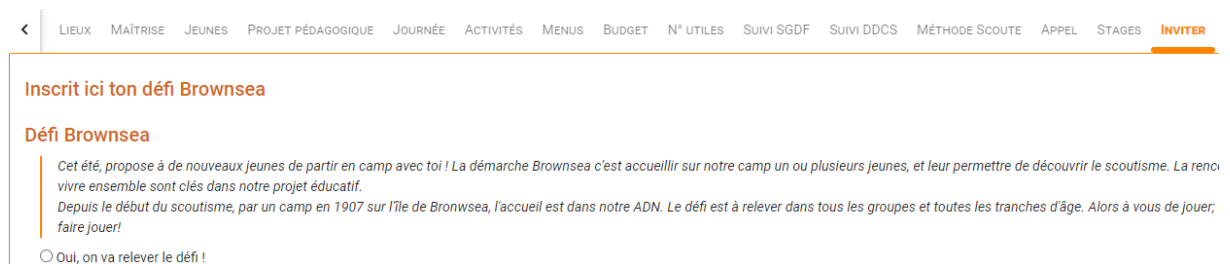 LIEUX MAÎTRISE JEUNES PROJET PÉDAGOGIQUE JOURNÉE ACTIVITÉS MENUS BUDGET N° UTILES SUIVI SGDF SUIVI DDCS MÉTHODE SCOUTE APPEL STAGES INVITER
Inscrit ici ton défi Brownsea
Défi Brownsea
Cet été, propose à de nouveaux jeunes de partir en camp avec toi ! La démarche Brownsea c'est accueillir sur notre camp un ou plusieurs jeunes, et leur permettre de découvrir le scoutisme. La
vivre ensemble sont clés dans notre projet éducatif.
Depuis le début du scoutisme, par un camp en 1907 sur l'île de Bronwsea, l'accueil est dans notre ADN. Le défi est à relever dans tous les groupes et toutes les tranches d'âge. Alors à vous de jouer;
faire jouer!
Oui, on va relever le défi !